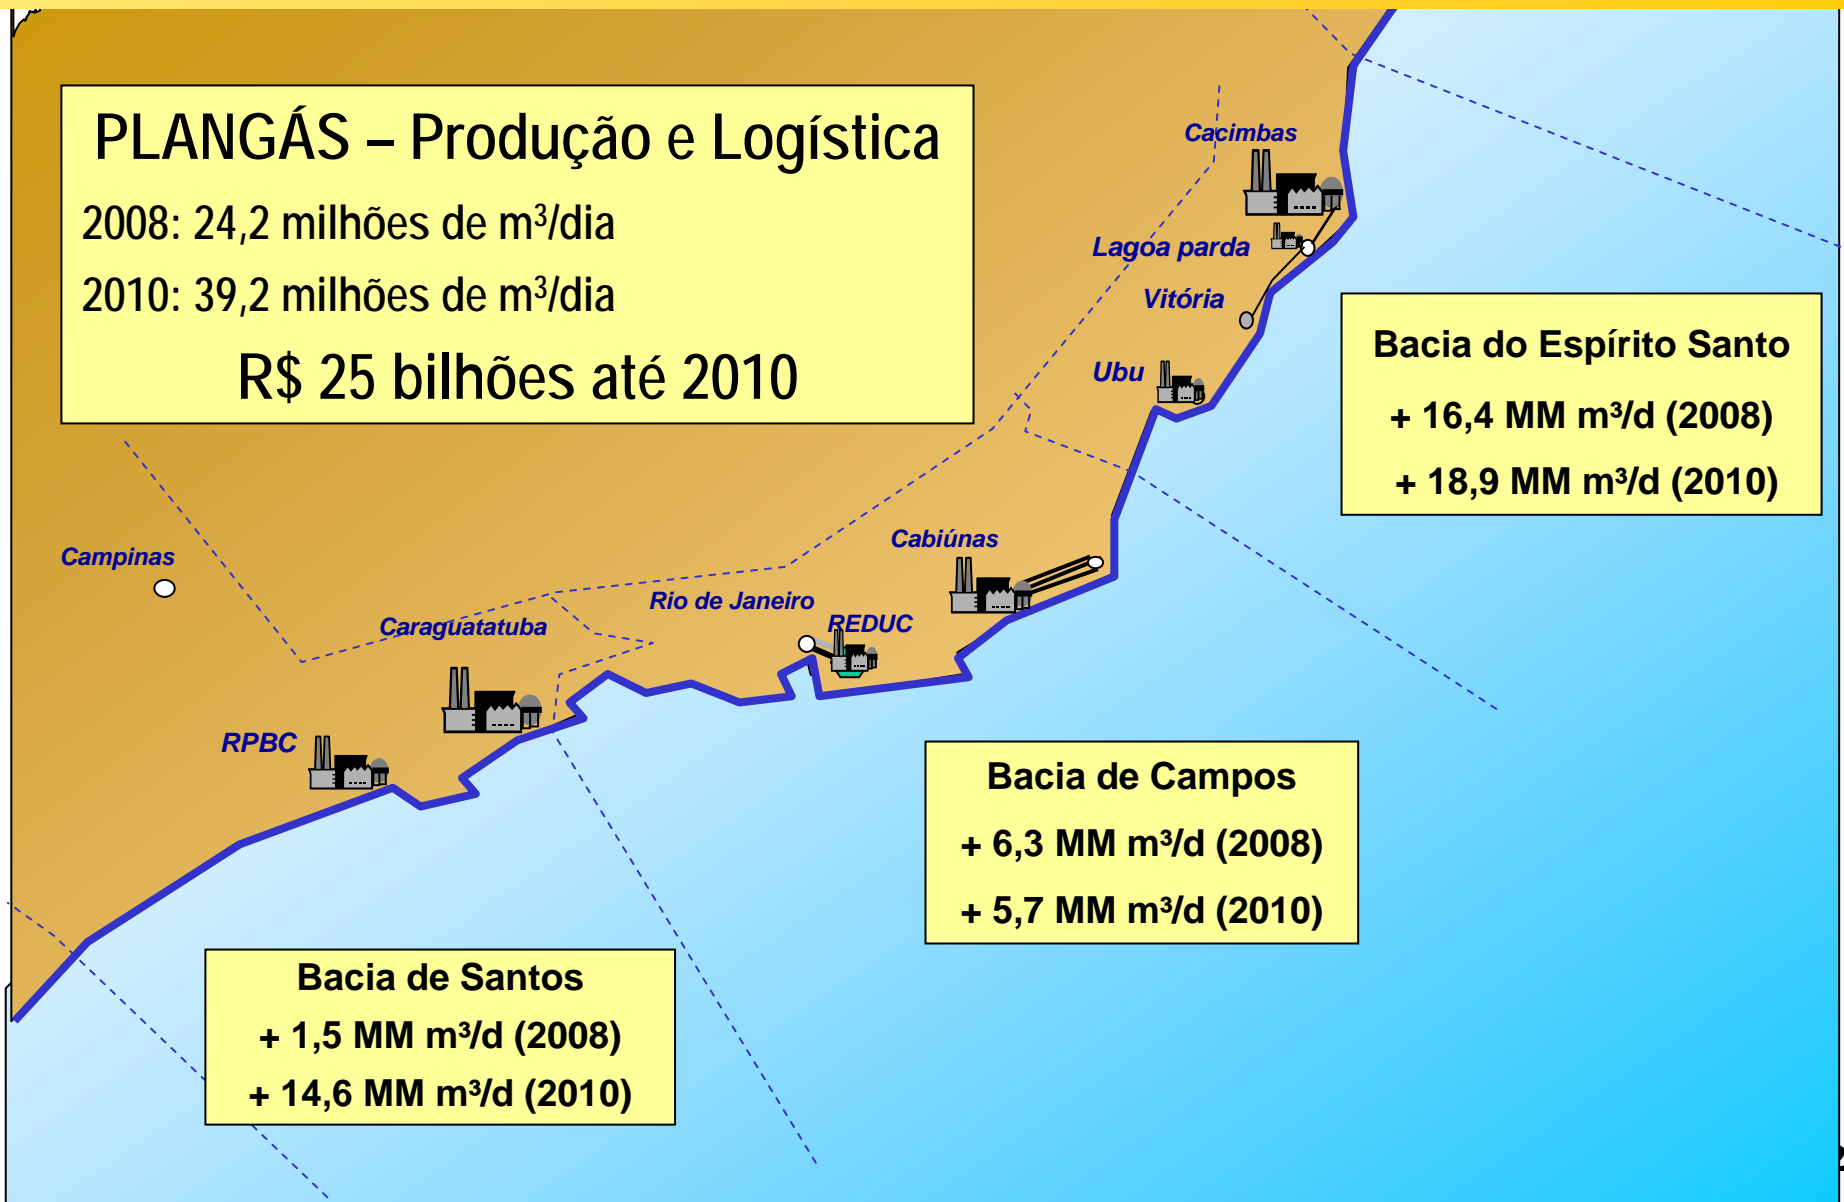 PLANGÁS – Produção e Logística
2008: 24,2 milhões de m³/dia
2010: 39,2 milhões de m³/dia
R$ 25 bilhões até 2010
Cacimbas
Lagoa parda
Vitória
Ubu
Bacia do Espírito Santo
+ 16,4 MM m³/d (2008)
+ 18,9 MM m³/d (2010)
Campinas
Cabiúnas
Rio de Janeiro
REDUC
Caraguatatuba
RPBC
Bacia de Campos
+ 6,3 MM m³/d (2008)
+ 5,7 MM m³/d (2010)
Bacia de Santos
+ 1,5 MM m³/d (2008)
+ 14,6 MM m³/d (2010)